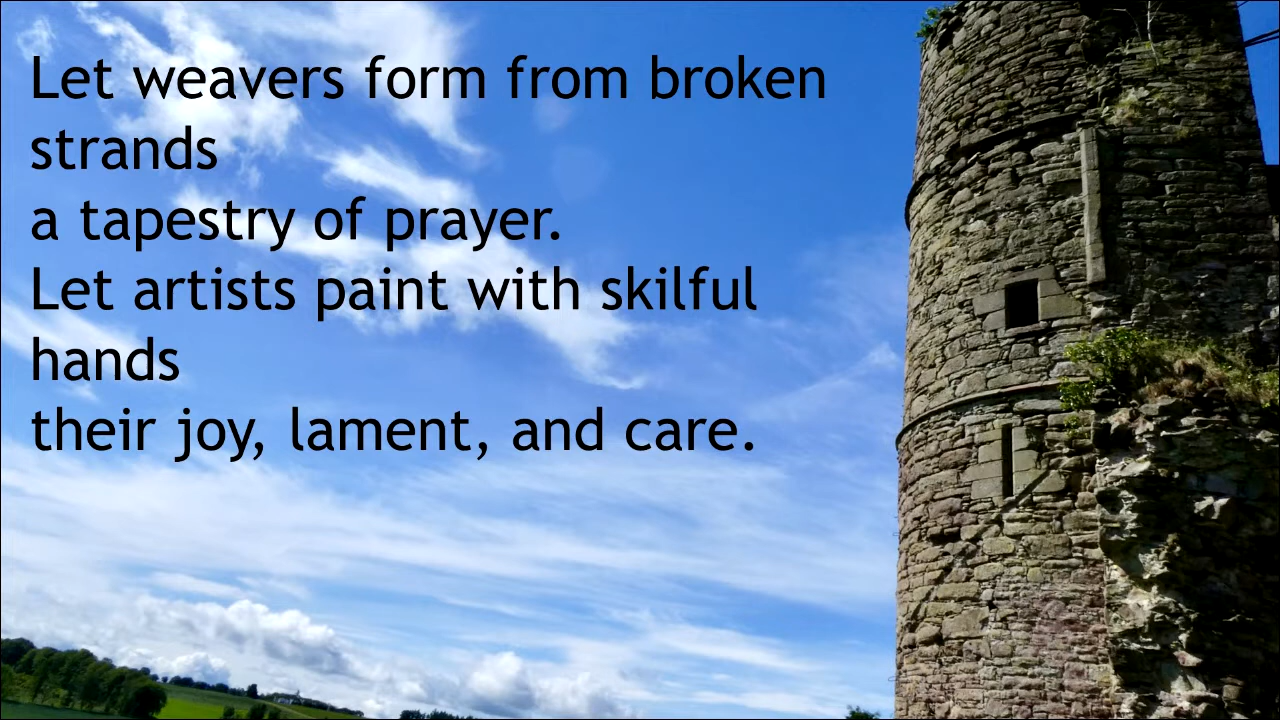 Let weavers form from broken
strands
a tapestry of prayer.
Let artists paint with skilful
hands
their joy, lament, and care.